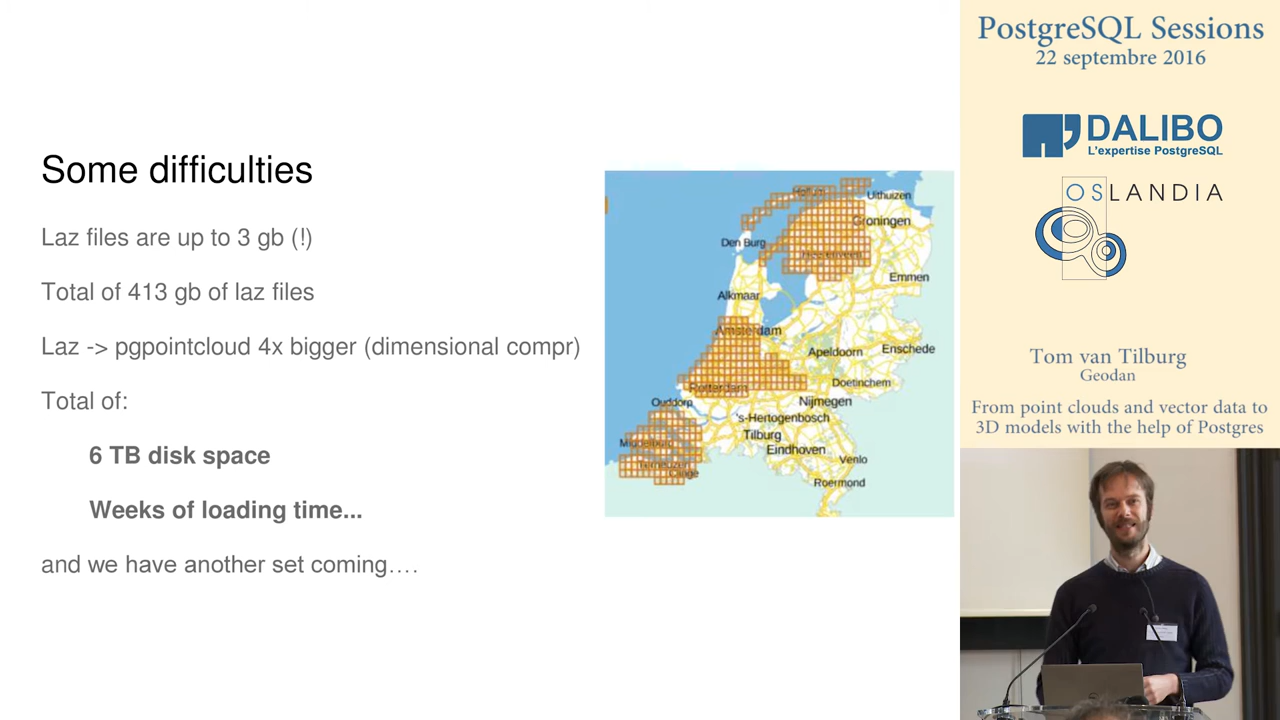 Some difficulties
Laz files are up to 3 gb (!)
Total of 413 gb of laz files
Laz -> pgpointcloud 4x bigger (dimensional compr)
Total of:
6 TB disk space
Weeks of loading time...
and we have another set coming....
Uithuizen
Groningen
Den Burg
Heerenveen
Emmen
Alkmaar
Amsterdam
Apeldoorn
Enschede
Rotterdam
Doetinchem
Ouddorp
Nijmegen
's-Hertogenbosch
Middelburg
Tilburg
Eindhoven
Terneuzen
Venlo
Roermond
PostgreSQL Sessions
22 septembre 2016
DALIBO
L'expertise PostgreSQL
OSLANDIA
Tom van Tilburg
Geodan
From point clouds and vector data to
3D models with the help of Postgres